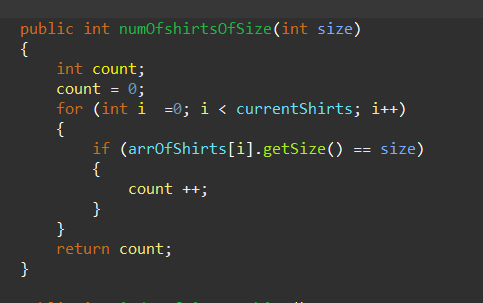 public int numOfshirtsOfSize(int size)
{
    int count;
    count = 0;
    for (int i  =0; i < currentShirts; i++)
    {
        if (arrOfShirts[i].getSize() == size)
        {
            count ++;
        }
    }
    return count;
}